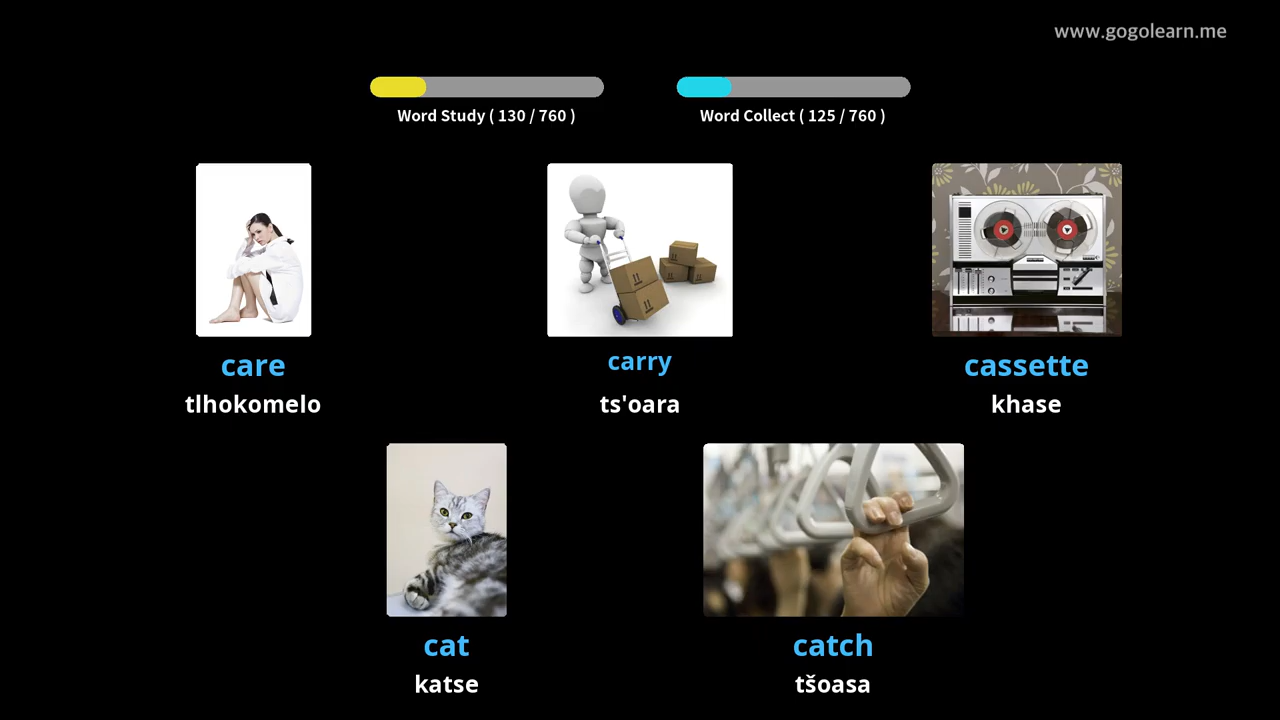 www.gogolearn.me
Word Study ( 130 / 760 )
Word Collect ( 125 / 760 )
care
tlhokomelo
carry
ts'oara
cassette
khase
cat
katse
catch
tšoasa